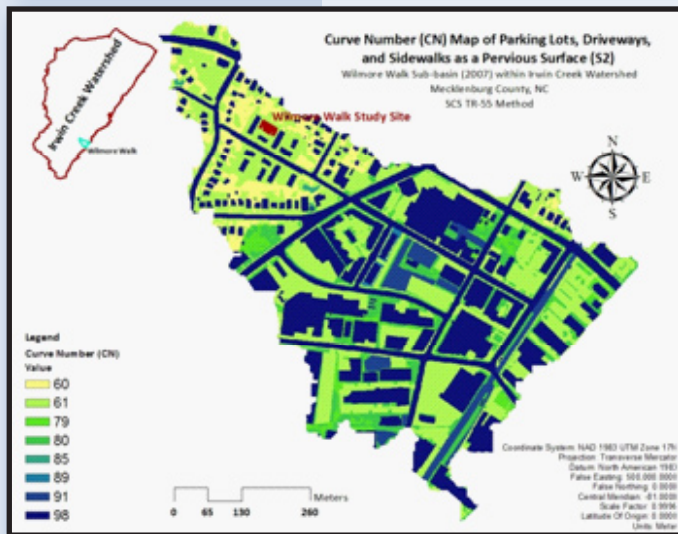 Curve Number (CN) Map of Parking Lots, Driveways,
and Sidewalks as a Pervious Surface (S2)
Wilmore Walk Sub-basin (2007) within Irwin Creek Watershed
Mecklenburg County, NC
SCS TR-55 Method
Irwin Creek Watershed
Wilmore Walk
Wilmore Walk Study Site
N
W
E
S
Legend
Curve Number (CN)
Value
60
61
79
80
85
89
91
98
Meters
0 65 130 260
Coordinate System: NAD 1983 UTM Zone 17N
Projection: Transverse Mercator
Datum: North American 1983
False Easting: 500,000.0000
False Northing: 0.0000
Central Meridian: -81.0000
Scale Factor: 0.9996
Latitude Of Origin: 0.0000
Units: Meter